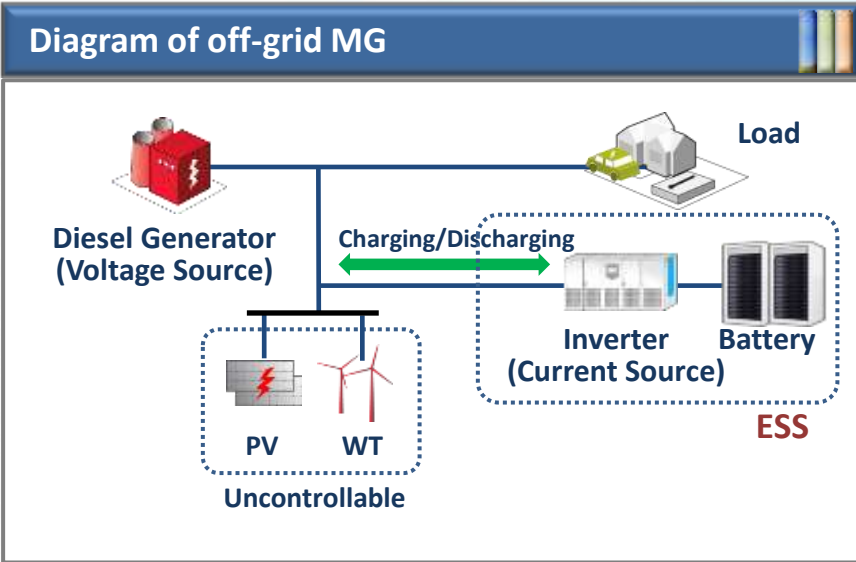 Diagram of off-grid MG
Load
Diesel Generator
(Voltage Source)
Charging/Discharging
Inverter
(Current Source)
Battery
ESS
PV
WT
Uncontrollable